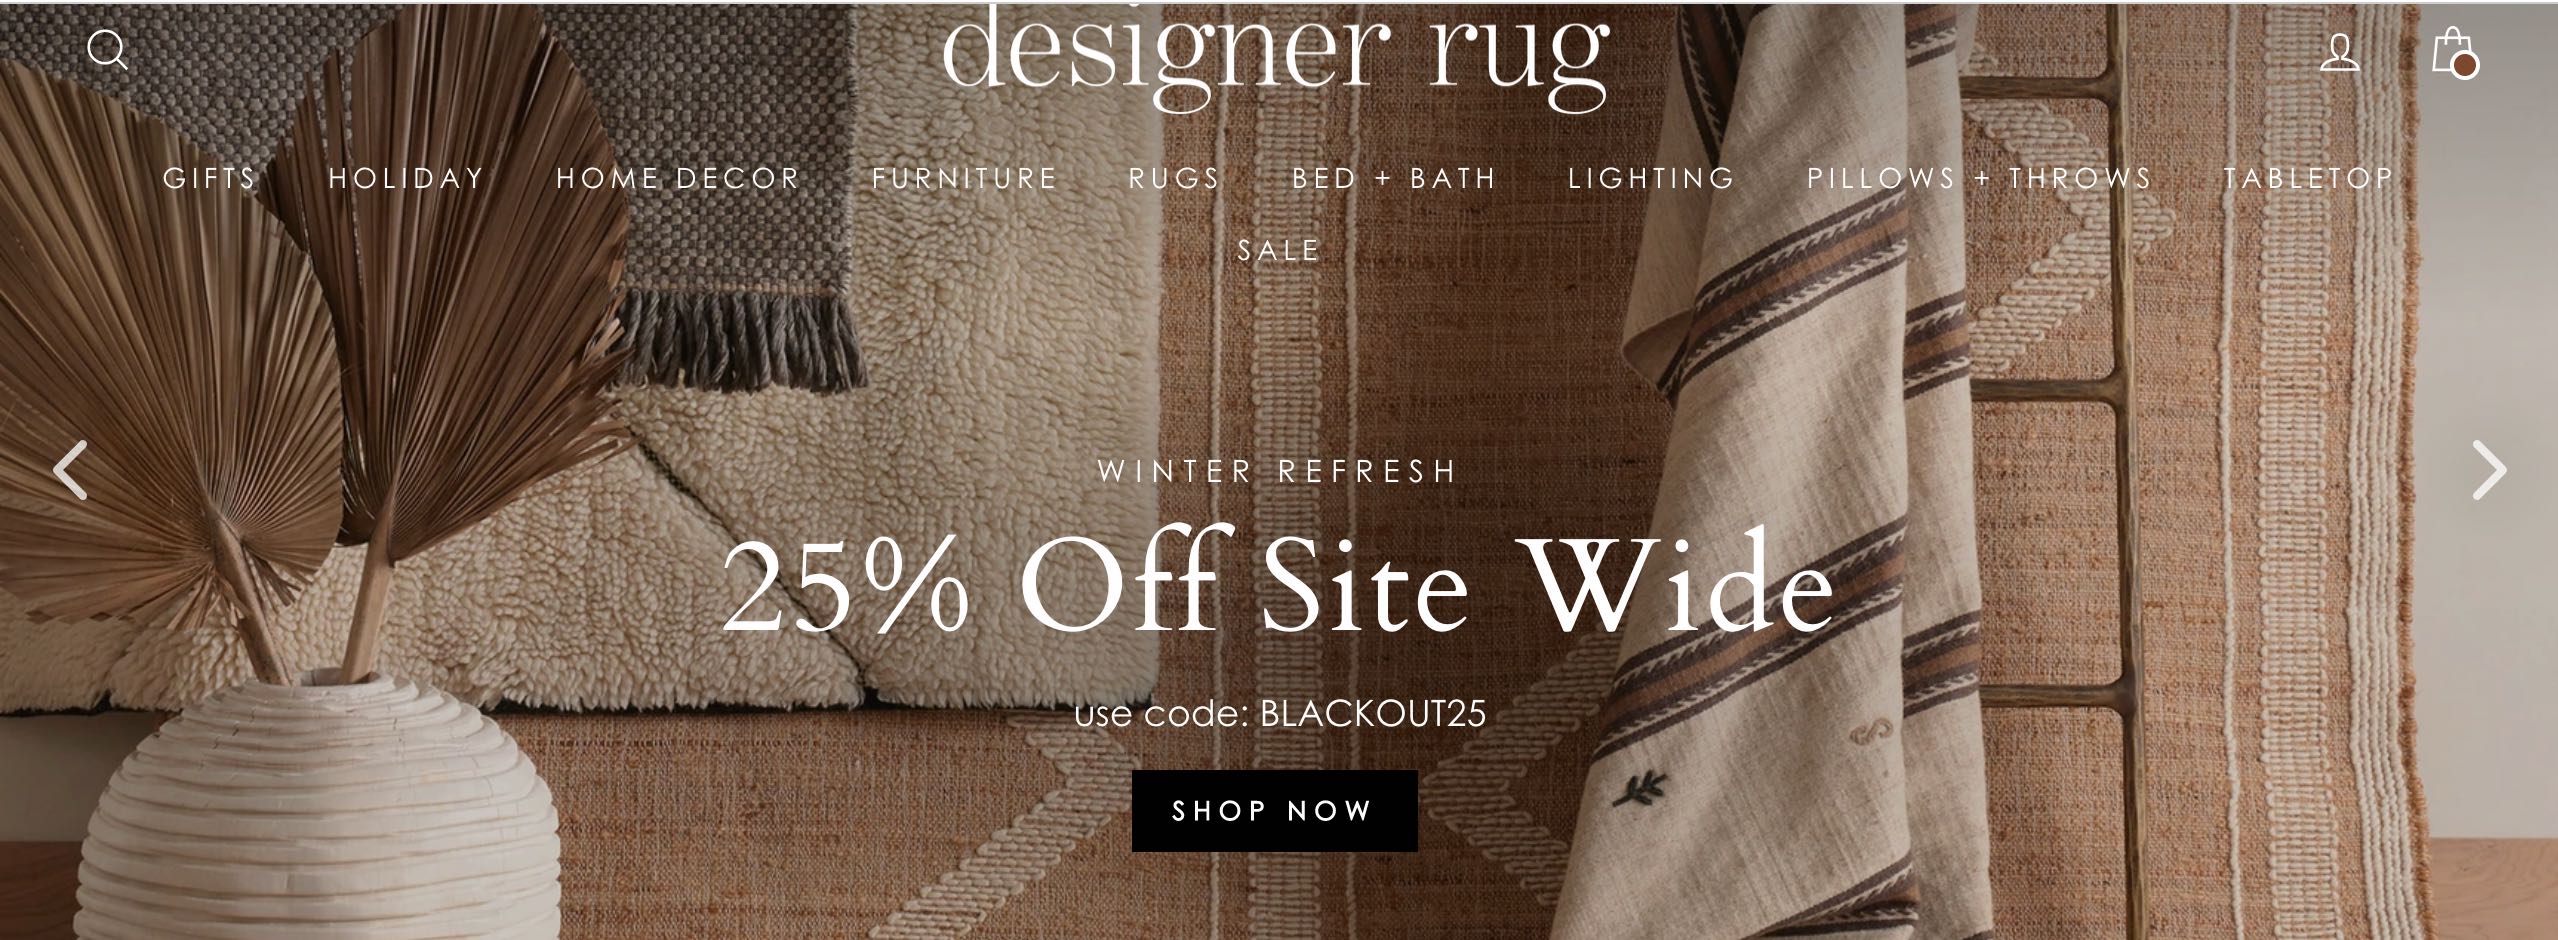 designer rug
GIFTS HOLIDAY HOME DECOR FURNITURE RUGS BED + BATH LIGHTING PILLOWS + THROWS TABLETOP
SALE
WINTER REFRESH
25% Off Site Wide
use code: BLACKOUT25
SHOP NOW